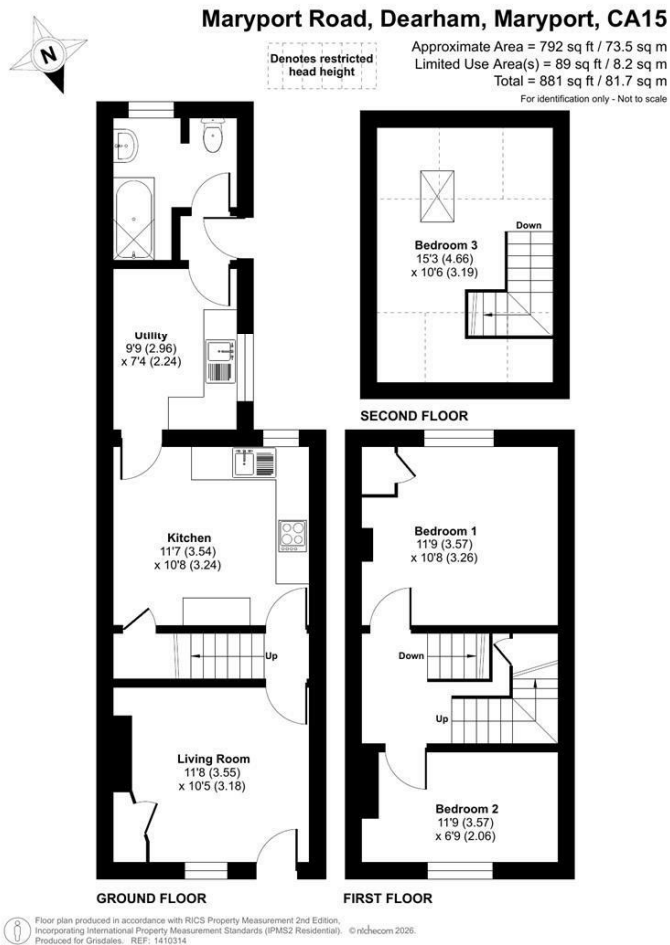 Maryport Road, Dearham, Maryport, CA15
Approximate Area = 792 sq ft / 73.5 sq m
Limited Use Area(s) = 89 sq ft / 8.2 sq m
Total = 881 sq ft / 81.7 sq m
For identification only - Not to scale
Denotes restricted
head height
N
Down
Bedroom 3
15'3 (4.66)
x 10'6 (3.19)
SECOND FLOOR
Utility
9'9 (2.96)
x 7'4 (2.24)
Kitchen
11'7 (3.54)
x 10'8 (3.24)
Up
Living Room
11'8 (3.55)
x 10'5 (3.18)
GROUND FLOOR
Bedroom 1
11'9 (3.57)
x 10'8 (3.26)
Down
Up
Bedroom 2
11'9 (3.57)
x 6'9 (2.06)
FIRST FLOOR
Floor plan produced in accordance with RICS Property Measurement 2nd Edition,
Incorporating International Property Measurement Standards (IPMS2 Residential). © nichecom 2026.
Produced for Grisdales. REF: 1410314